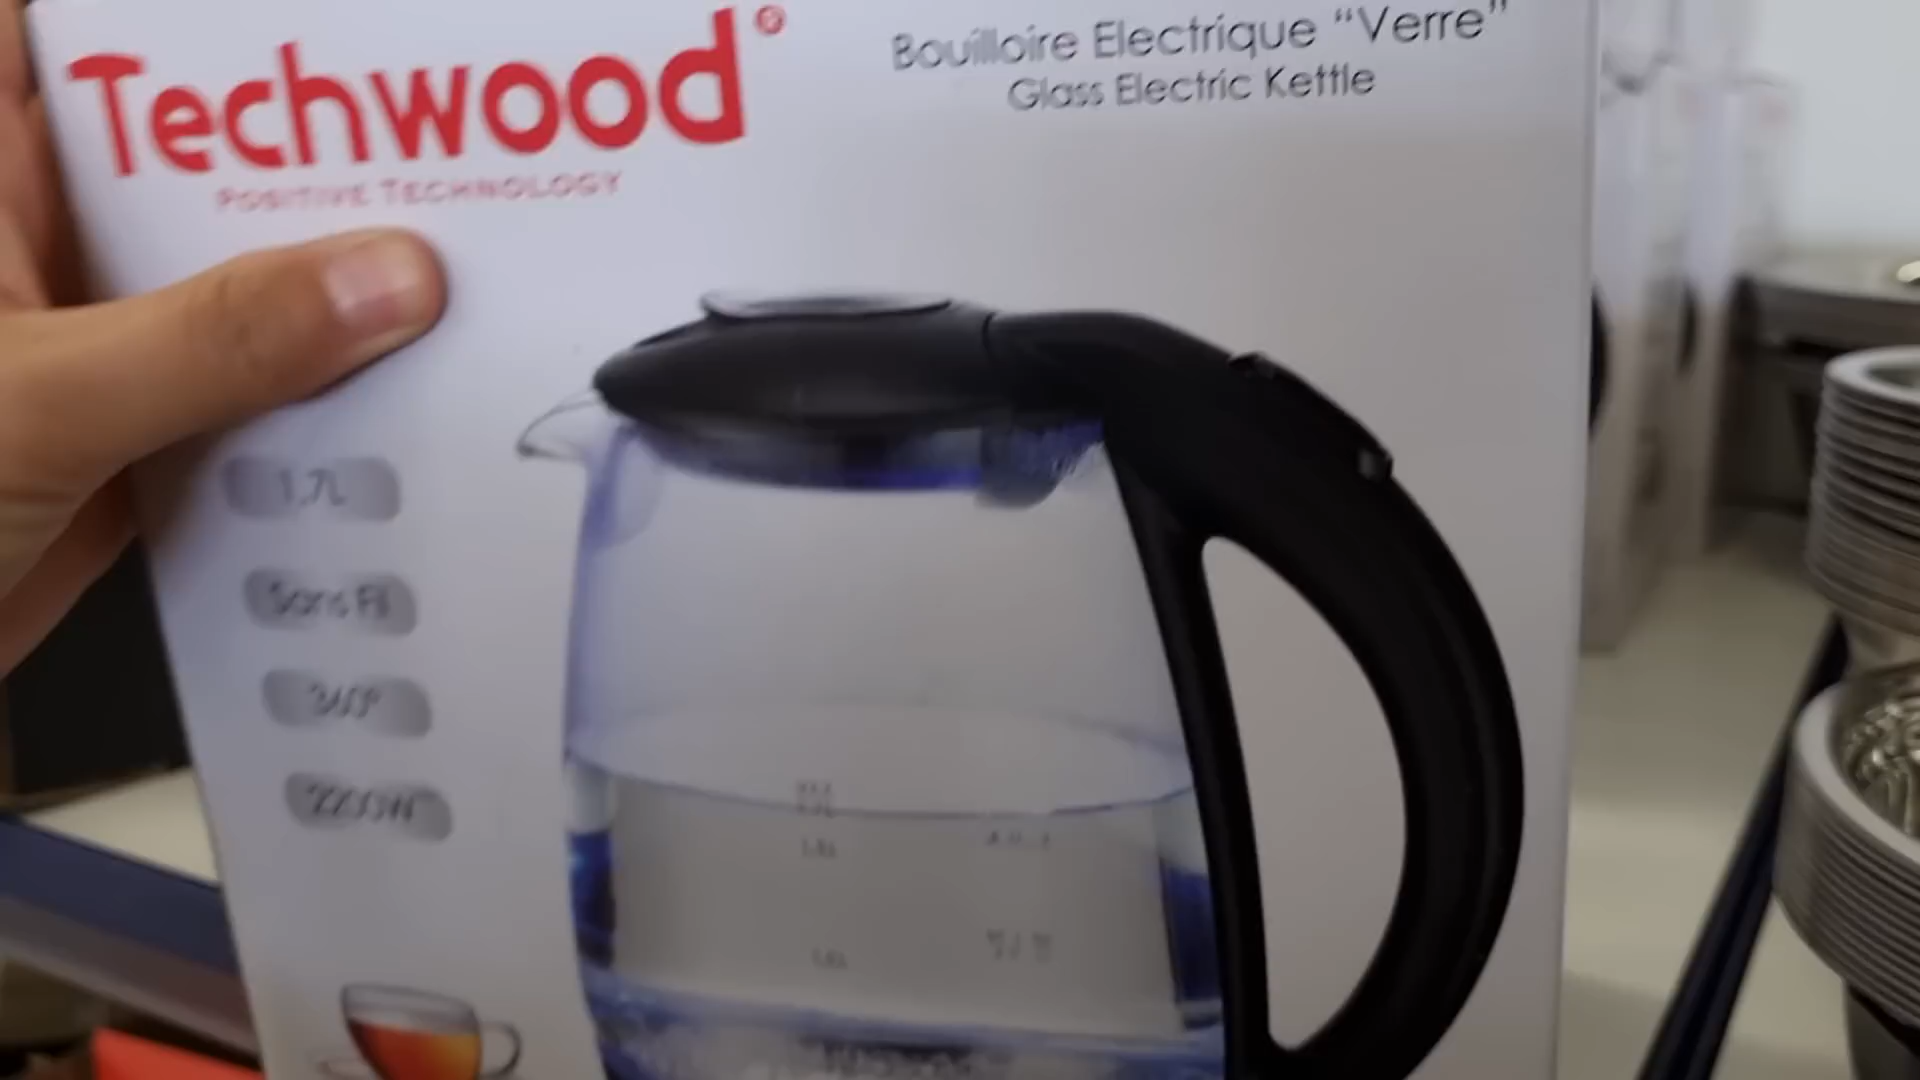 Techwood®
POSITIVE TECHNOLOGY
Bouilloire Electrique “Verre”
Glass Electric Kettle
1,7L
Sans Fil
360°
2200W